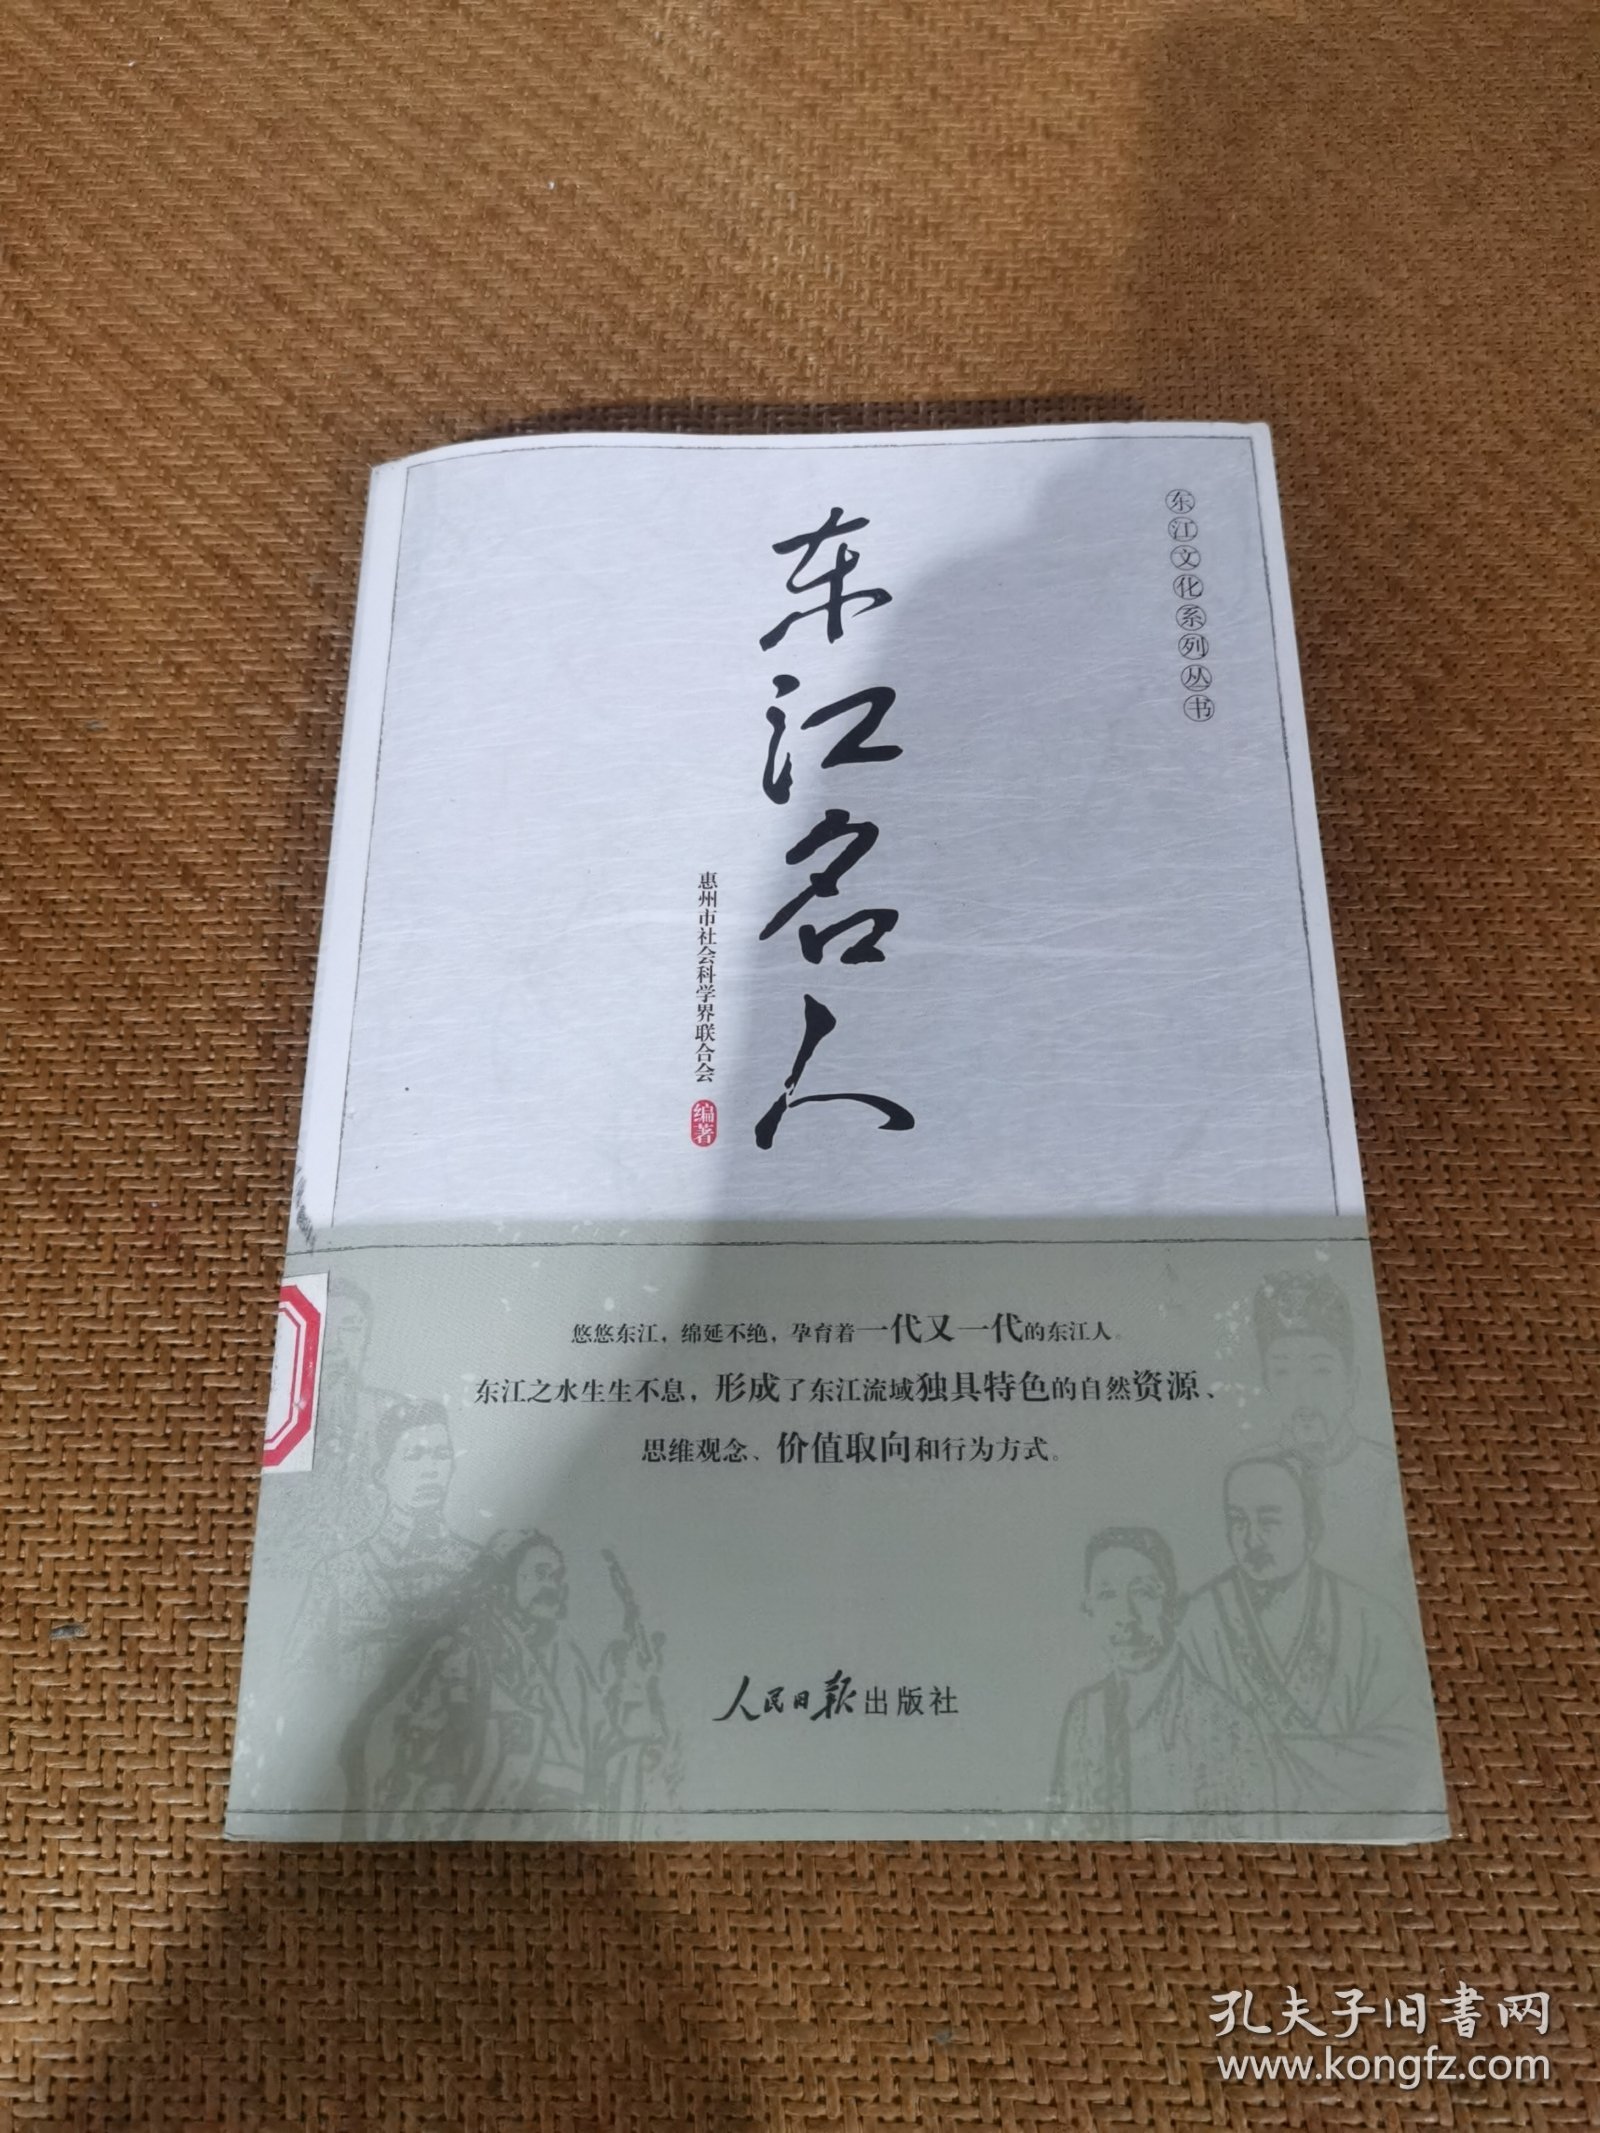 东江文化系列丛书
东江名人
惠州市社会科学界联合会 编著
悠悠东江，绵延不绝，孕育着一代又一代的东江人。
东江之水生生不息，形成了东江流域独具特色的自然资源、
思维观念、价值取向和行为方式。
人民日报出版社
孔夫子旧書网
www.kongfz.com